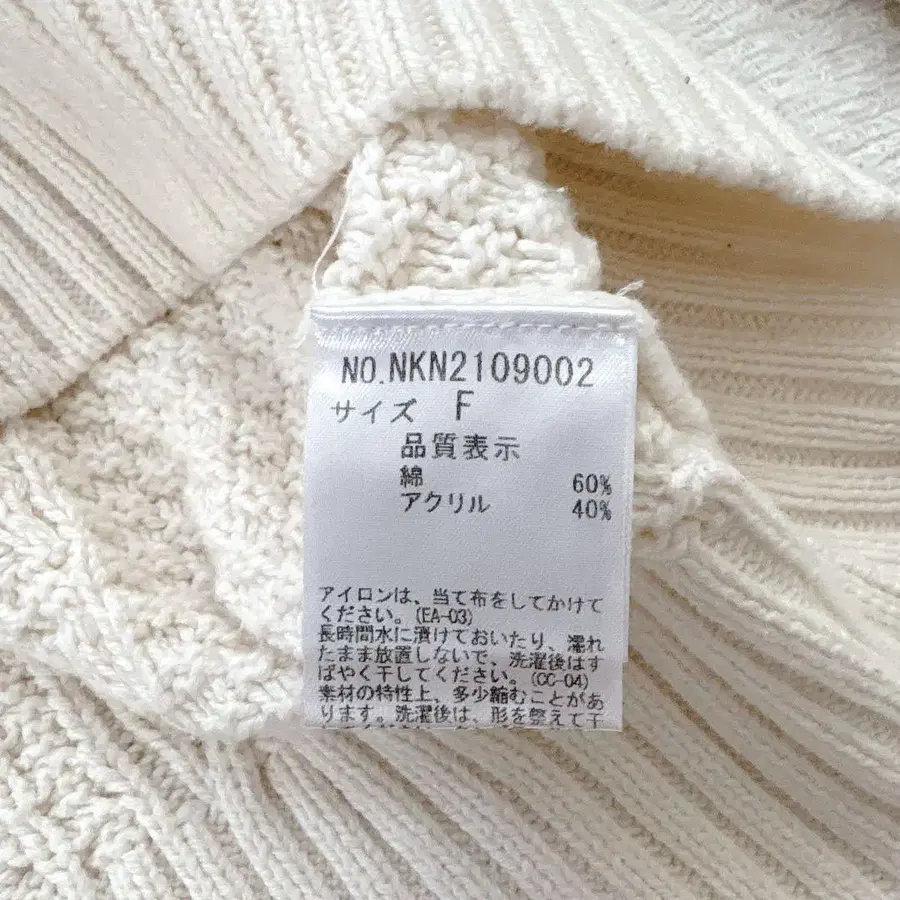 NO.NKN2109002
サイズ F
品質表示
綿 60%
アクリル 40%
アイロンは、当て布をしてかけて
ください。(EA-03)
長時間水に漬けておいたり、濡れ
たまま放置しないで、洗濯後はす
ばやく干してください。(CC-04)
素材の特性上、多少縮むことがあ
ります。洗濯後は、形を整えて干